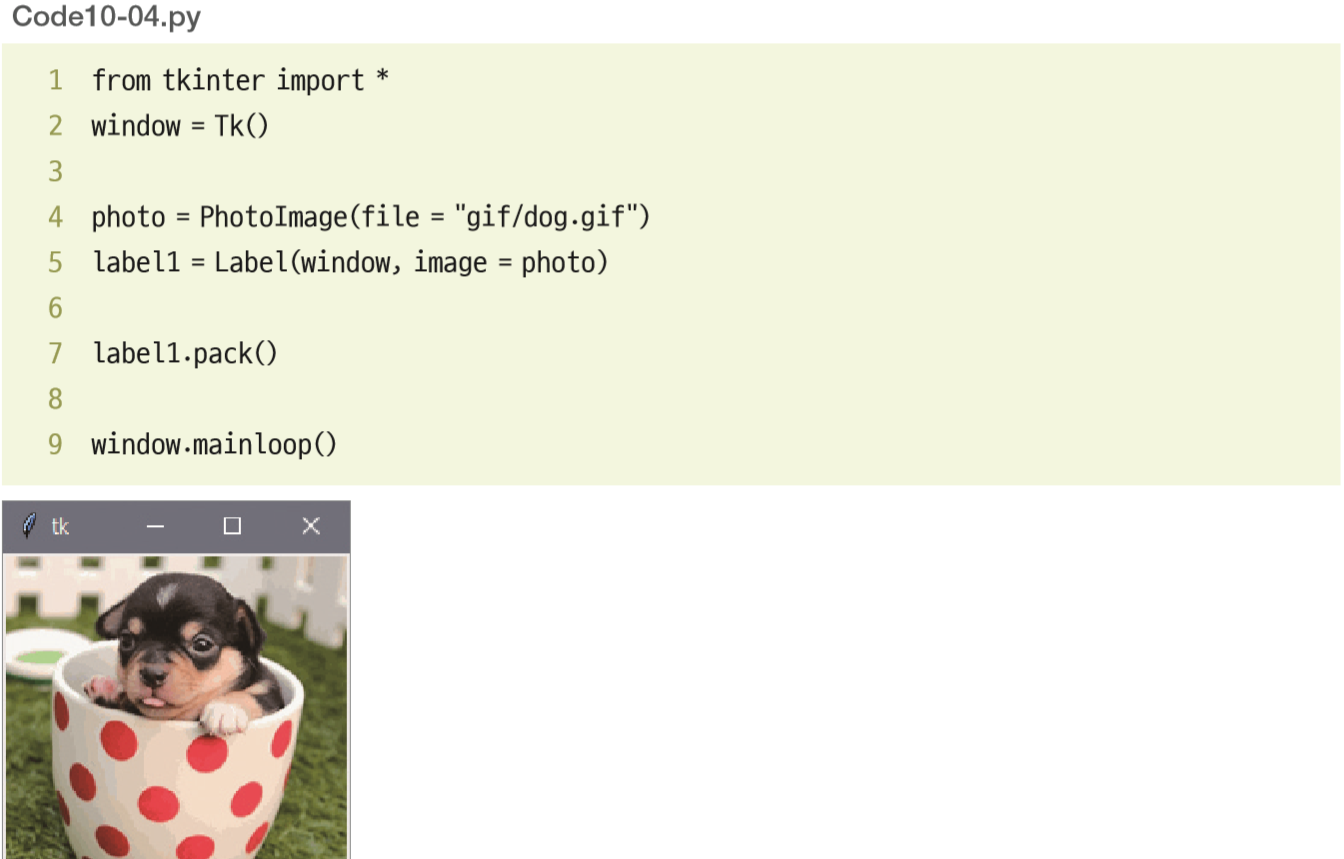 Code10-04.py
1 from tkinter import *
2 window = Tk()
3
4 photo = PhotoImage(file = "gif/dog.gif")
5 label1 = Label(window, image = photo)
6
7 label1.pack()
8
9 window.mainloop()
tk